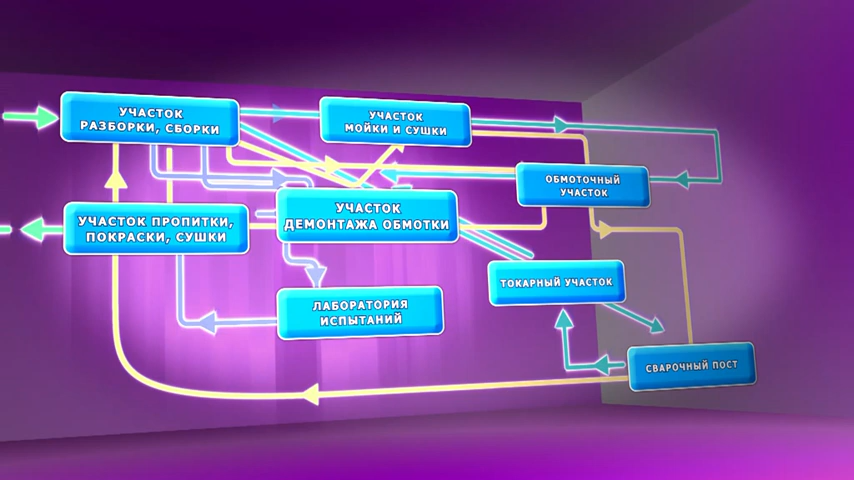 УЧАСТОК
РАЗБОРКИ, СБОРКИ
УЧАСТОК
МОЙКИ И СУШКИ
ОБМОТОЧНЫЙ
УЧАСТОК
УЧАСТОК ПРОПИТКИ,
ПОКРАСКИ, СУШКИ
УЧАСТОК
ДЕМОНТАЖА ОБМОТКИ
ТОКАРНЫЙ УЧАСТОК
ЛАБОРАТОРИЯ
ИСПЫТАНИЙ
СВАРОЧНЫЙ ПОСТ